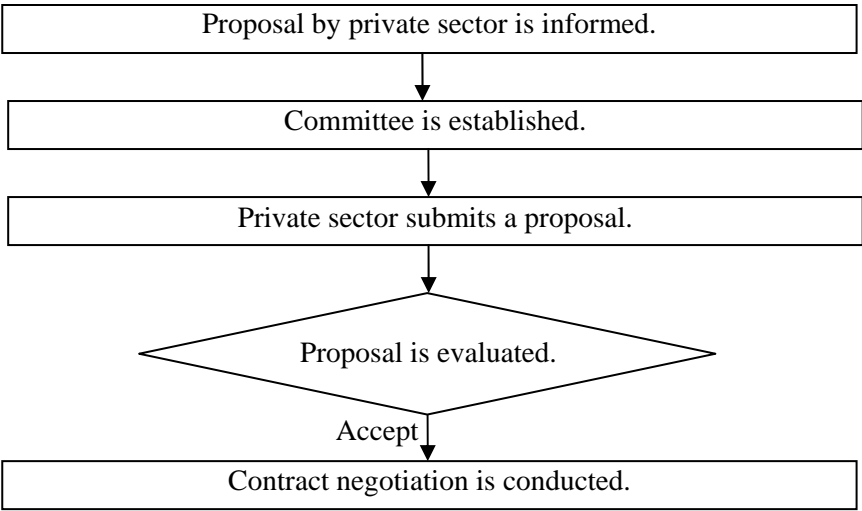 Proposal by private sector is informed.
Committee is established.
Private sector submits a proposal.
Proposal is evaluated.
Accept
Contract negotiation is conducted.